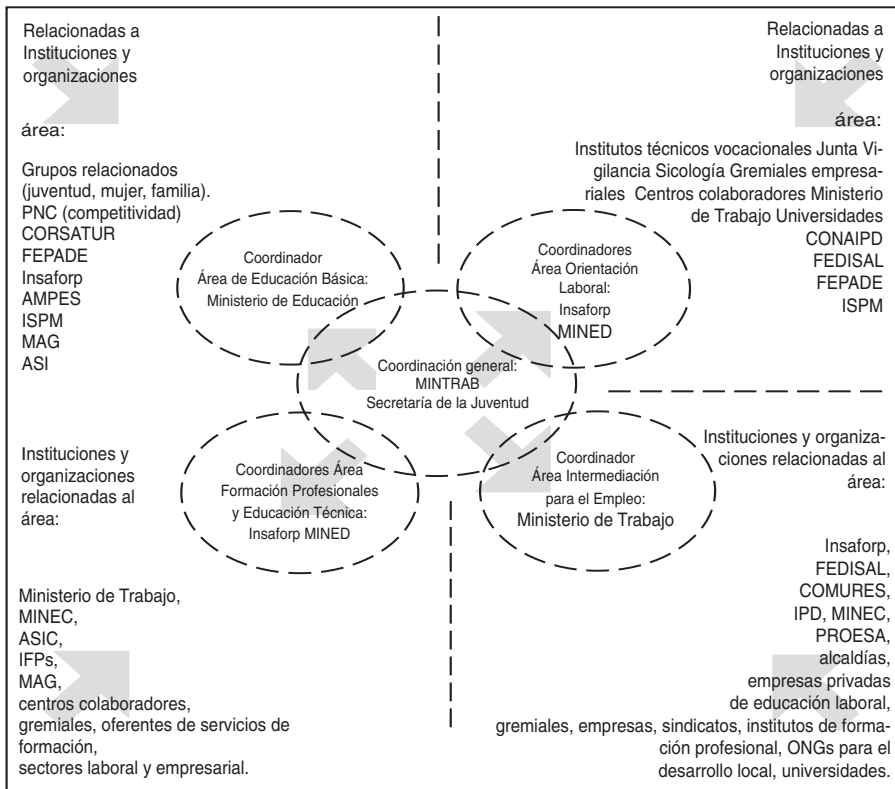 Relacionadas a
Instituciones y
organizaciones
área:
Grupos relacionados
(juventud, mujer, familia).
PNC (competitividad)
CORSATUR
FEPADE
Insaforp
AMPES
ISPM
MAG
ASI
Relacionadas a
Instituciones y
organizaciones
área:
Institutos técnicos vocacionales Junta Vi-
gilancia Sicología Gremiales empresa-
riales Centros colaboradores Ministerio
de Trabajo Universidades
CONAIPD
FEDISAL
FEPADE
ISPM
Coordinador
Área de Educación Básica:
Ministerio de Educación
Coordinadores
Área Orientación
Laboral:
Insaforp
MINED
Coordinación general:
MINTRAB
Secretaría de la Juventud
Coordinadores Área
Formación Profesionales
y Educación Técnica:
Insaforp MINED
Coordinador
Área Intermediación
para el Empleo:
Ministerio de Trabajo
Instituciones y
organizaciones
relacionadas al
área:
Ministerio de Trabajo,
MINEC,
ASIC,
IFPs,
MAG,
centros colaboradores,
gremiales, oferentes de servicios de
formación,
sectores laboral y empresarial.
Instituciones y organiza-
ciones relacionadas al
área:
Insaforp,
FEDISAL,
COMURES,
IPD, MINEC,
PROESA,
alcaldías,
empresas privadas
de educación laboral,
gremiales, empresas, sindicatos, institutos de forma-
ción profesional, ONGs para el
desarrollo local, universidades.